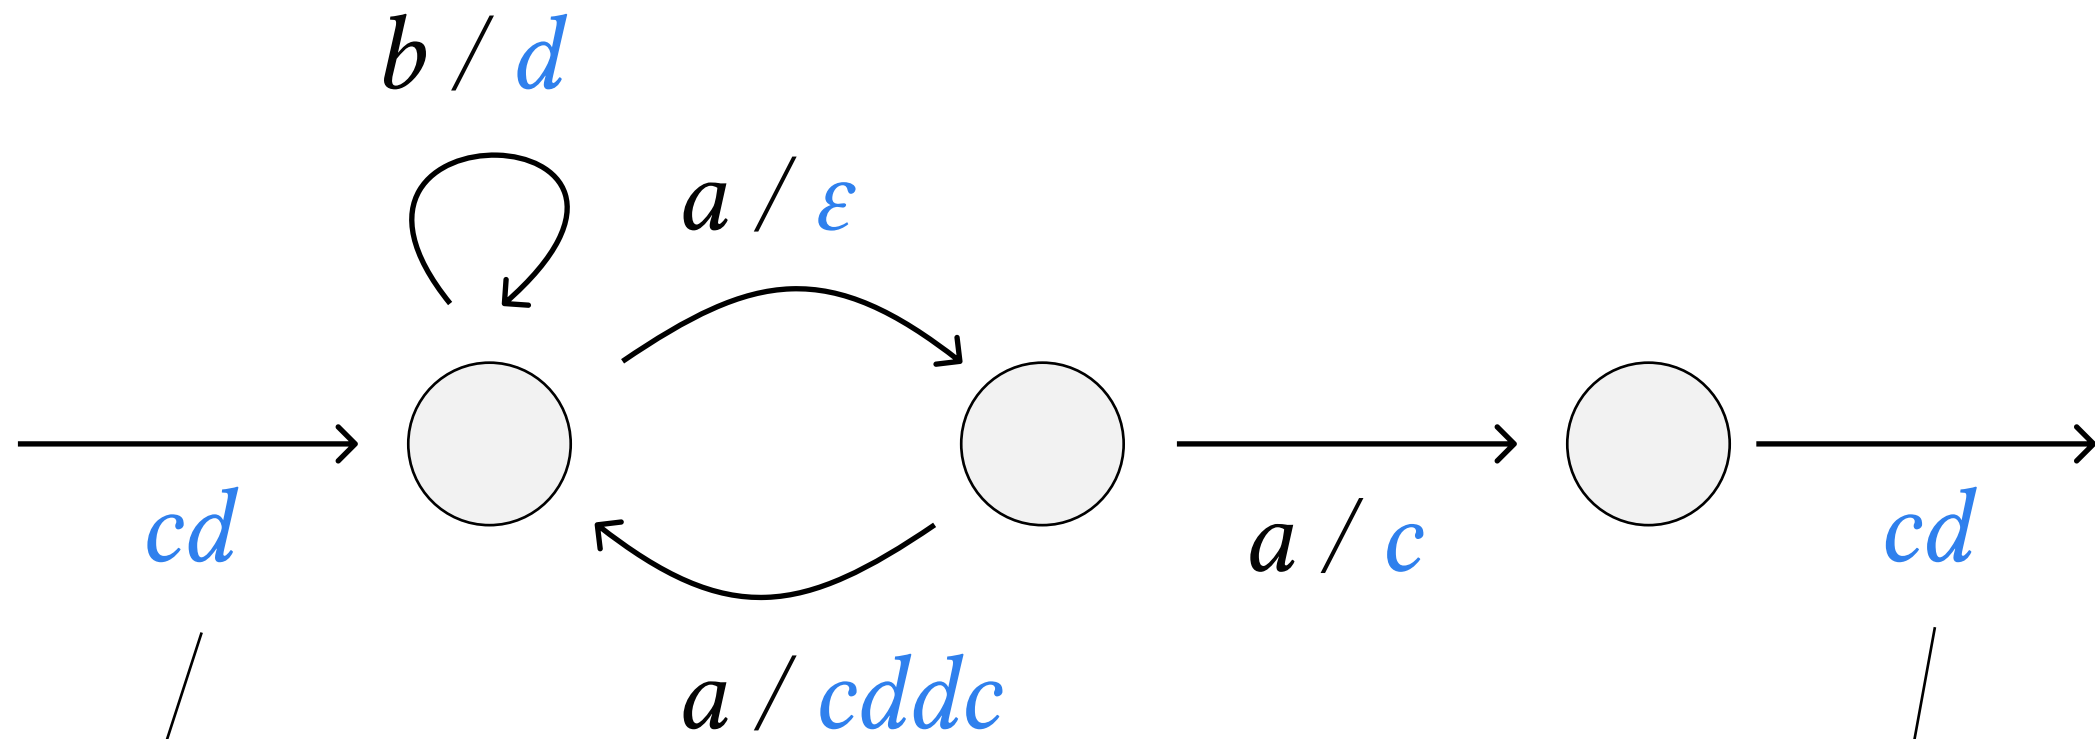 b / d
a / ε
cd
a / c
cd
a / cddc